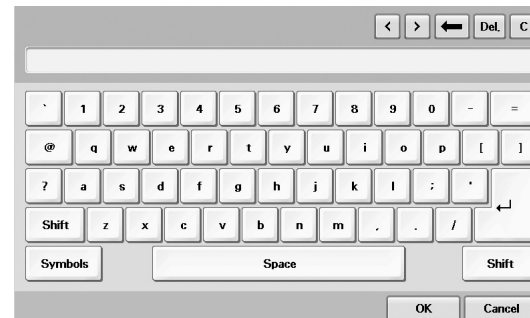 < > ← Del. C
` 1 2 3 4 5 6 7 8 9 0 - =
@ q w e r t y u i o p [ ]
? a s d f g h j k l ; '
Shift z x c v b n m , . /
Symbols Space Shift
OK Cancel